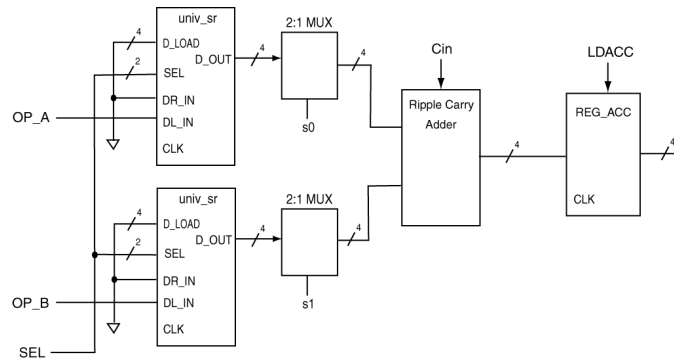 univ_sr
4
D_LOAD
D_OUT
4
2
SEL
DR_IN
OP_A
DL_IN
CLK
2:1 MUX
4
s0
Cin
Ripple Carry
Adder
4
LDACC
REG_ACC
4
CLK
univ_sr
4
D_LOAD
D_OUT
4
2
SEL
DR_IN
OP_B
DL_IN
CLK
2:1 MUX
4
s1
SEL